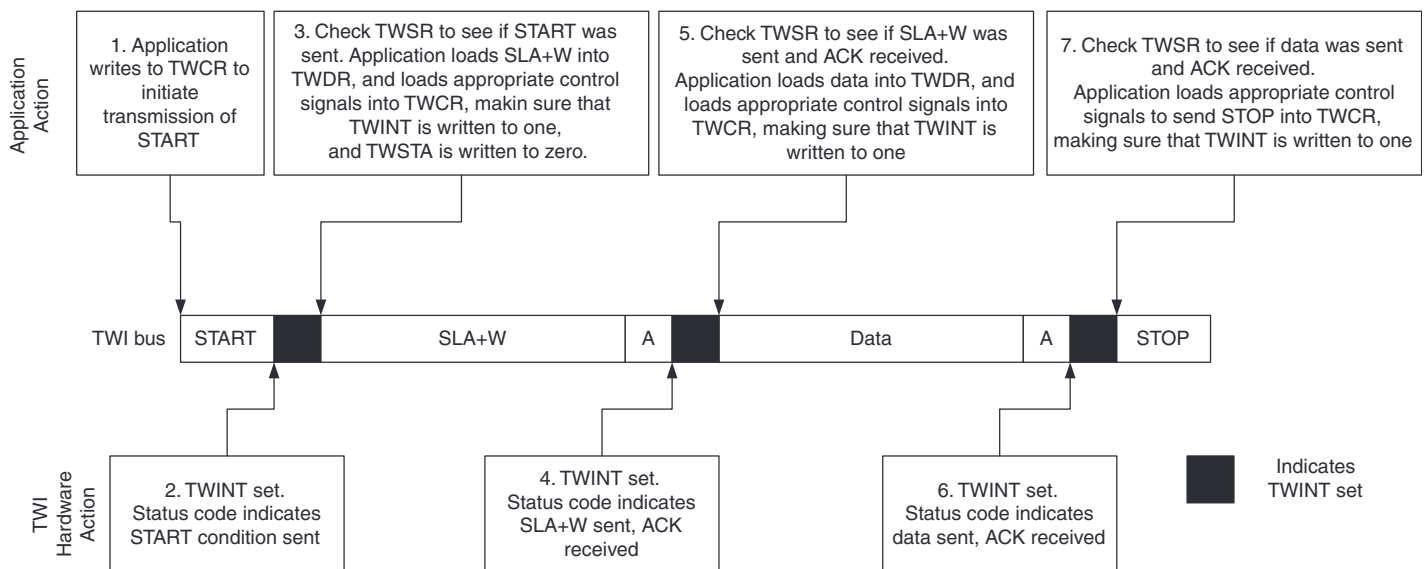 Application
Action
1. Application
writes to TWCR to
initiate
transmission of
START
3. Check TWSR to see if START was
sent. Application loads SLA+W into
TWDR, and loads appropriate control
signals into TWCR, makin sure that
TWINT is written to one,
and TWSTA is written to zero.
5. Check TWSR to see if SLA+W was
sent and ACK received.
Application loads data into TWDR, and
loads appropriate control signals into
TWCR, making sure that TWINT is
written to one
7. Check TWSR to see if data was sent
and ACK received.
Application loads appropriate control
signals to send STOP into TWCR,
making sure that TWINT is written to one
TWI bus
START
SLA+W
A
Data
A
STOP
TWI
Hardware
Action
2. TWINT set.
Status code indicates
START condition sent
4. TWINT set.
Status code indicates
SLA+W sent, ACK
received
6. TWINT set.
Status code indicates
data sent, ACK received
Indicates
TWINT set